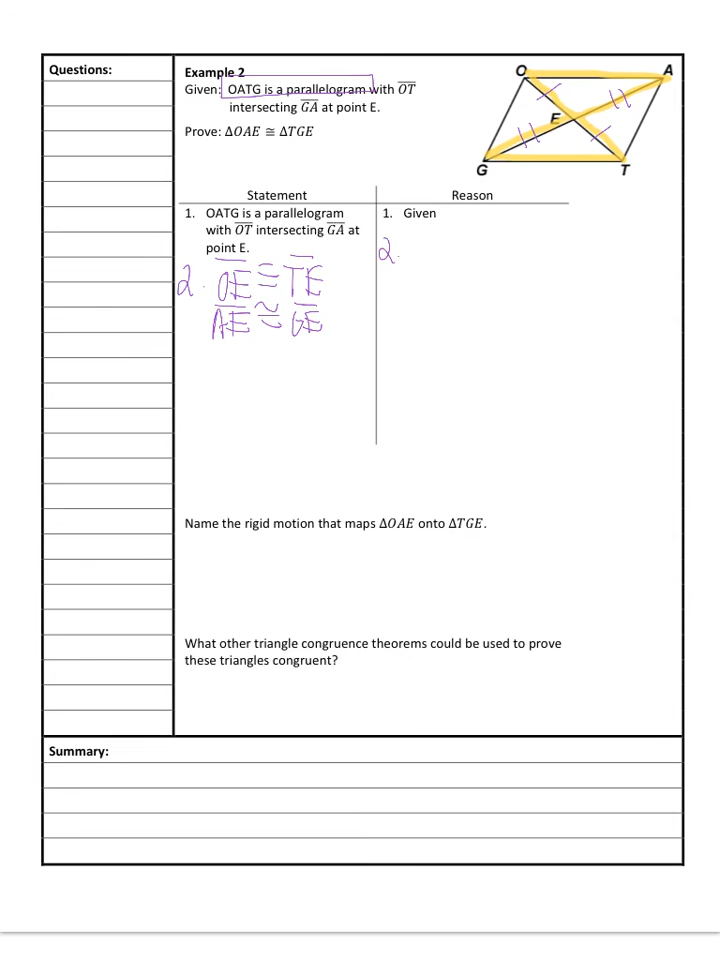 Questions:
Example 2
Given: OATG is a parallelogram with OT
intersecting GA at point E.
Prove: ΔOAE ≅ ΔTGE
O
A
E
G
T
Statement
Reason
1. OATG is a parallelogram
with OT intersecting GA at
point E.
1. Given
2. OE ≅ TE
AE ≅ GE
2.
Name the rigid motion that maps ΔOAE onto ΔTGE.
What other triangle congruence theorems could be used to prove
these triangles congruent?
Summary: